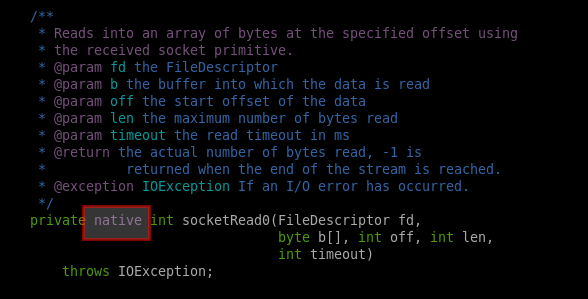 /**
 * Reads into an array of bytes at the specified offset using
 * the received socket primitive.
 * @param fd the FileDescriptor
 * @param b the buffer into which the data is read
 * @param off the start offset of the data
 * @param len the maximum number of bytes read
 * @param timeout the read timeout in ms
 * @return the actual number of bytes read, -1 is
 *          returned when the end of the stream is reached.
 * @exception IOException If an I/O error has occurred.
 */
private native int socketRead0(FileDescriptor fd,
                               byte b[], int off, int len,
                               int timeout)
    throws IOException;